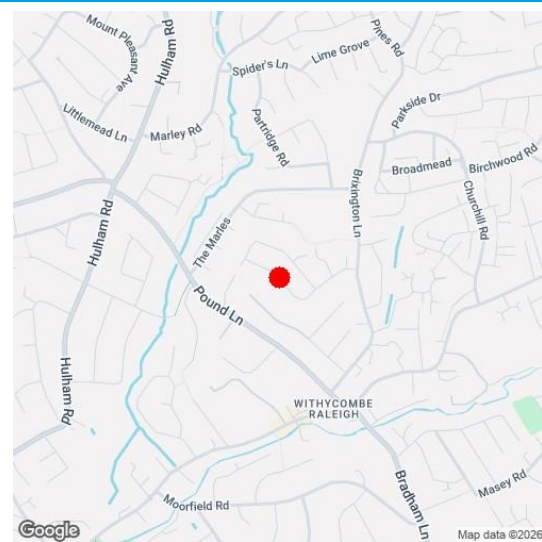 Mount Pleasant Ave
Hulham Rd
Pines Rd
Lime Grove
Spider's Ln
Parkside Dr
Littlemead Ln
Marley Rd
Partridge Rd
Broadmead
Birchwood Rd
Brixington Ln
Churchill Rd
Hulham Rd
The Marles
Pound Ln
Hulham Rd
WITHYCOMBE
RALEIGH
Bradham Ln
Masey Rd
Moorfield Rd
Google
Map data ©2026